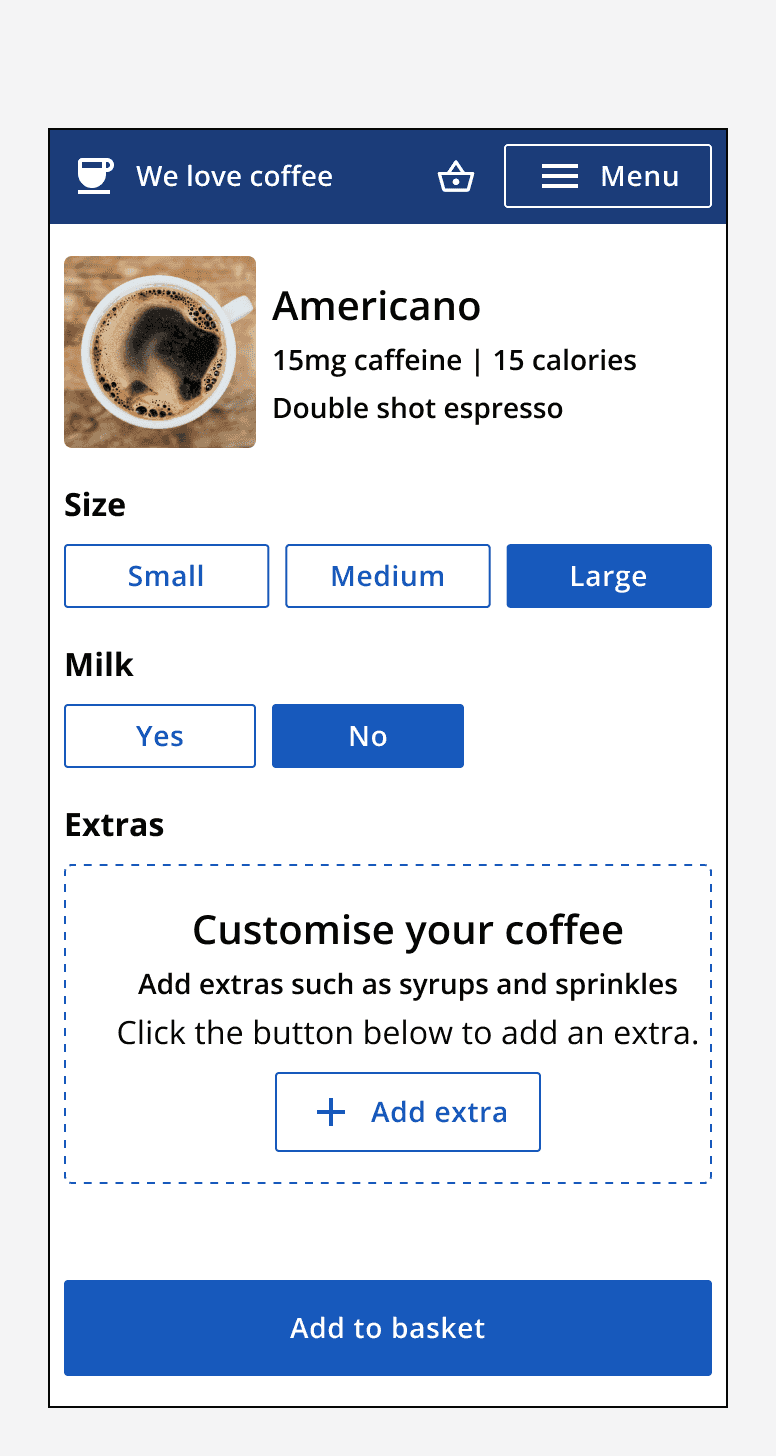 We love coffee
Menu
Americano
15mg caffeine | 15 calories
Double shot espresso
Size
Small Medium Large
Milk
Yes No
Extras
Customise your coffee
Add extras such as syrups and sprinkles
Click the button below to add an extra.
Add extra
Add to basket